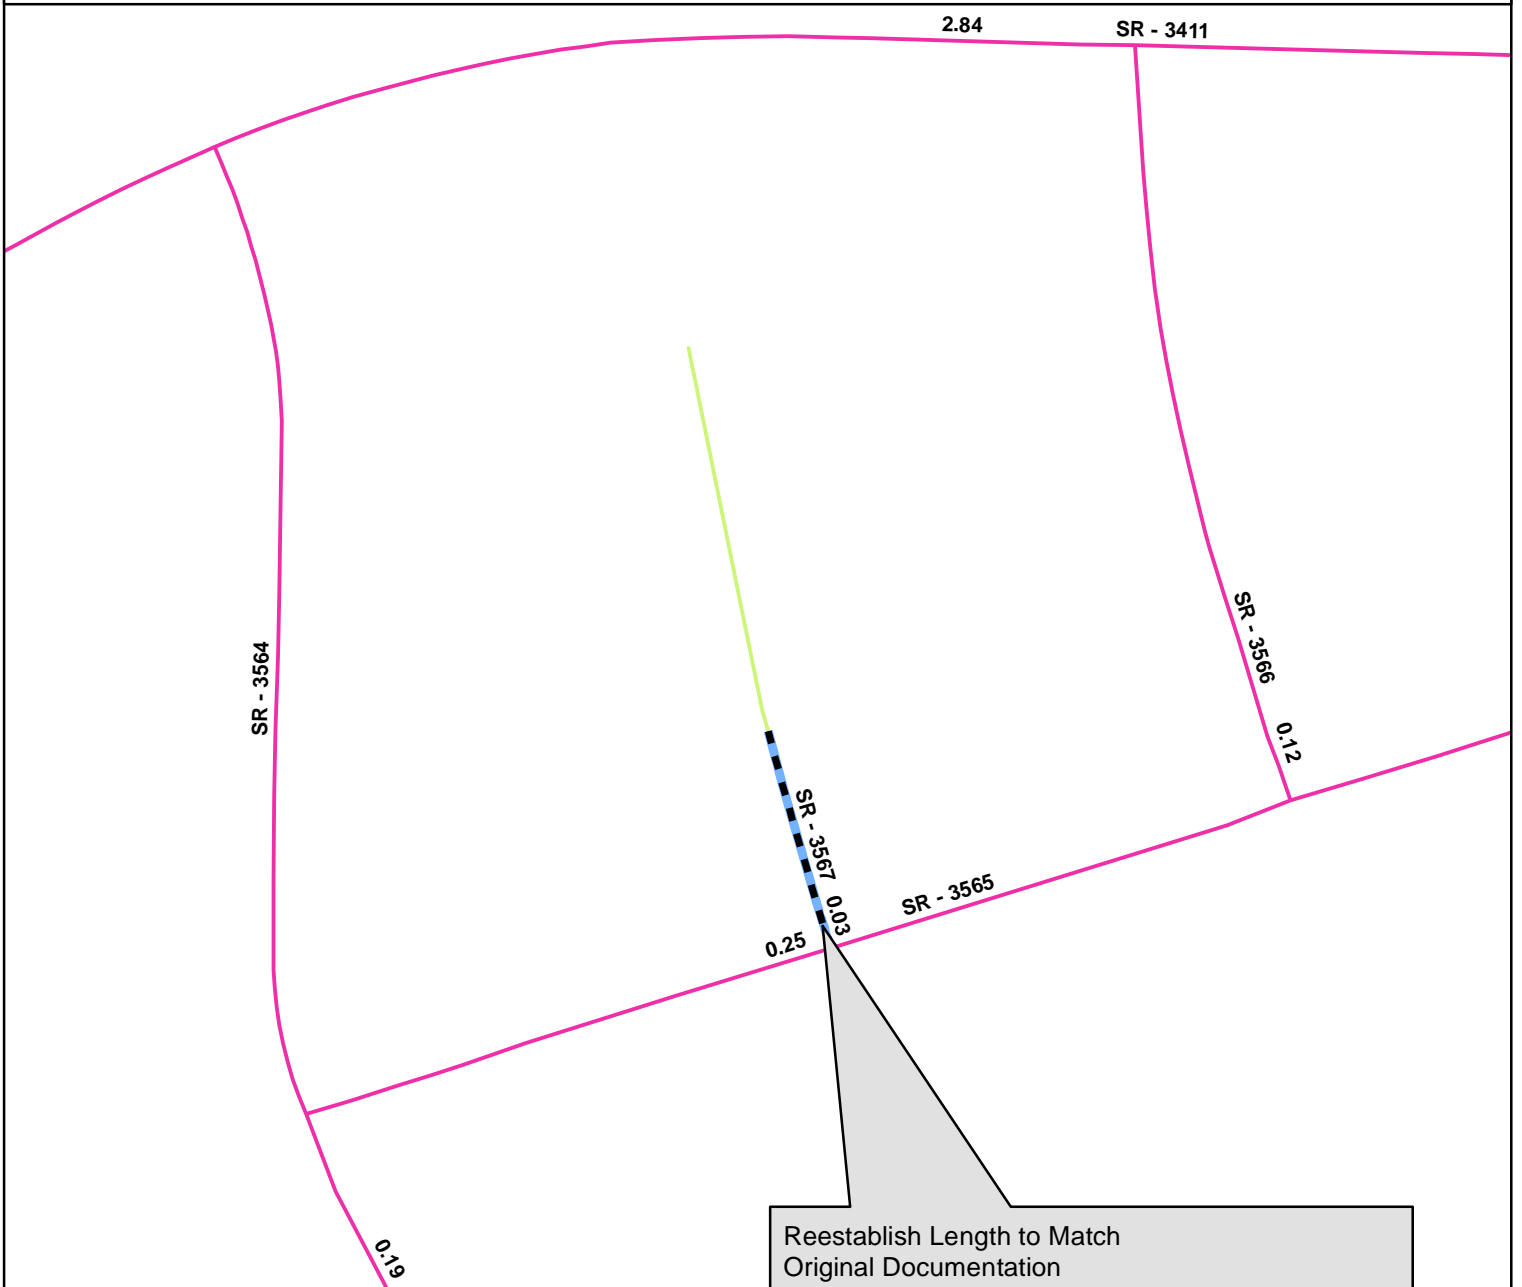 2.84
SR - 3411
SR - 3564
SR - 3566
0.12
SR - 3567
0.03
SR - 3565
0.25
0.19
Reestablish Length to Match
Original Documentation